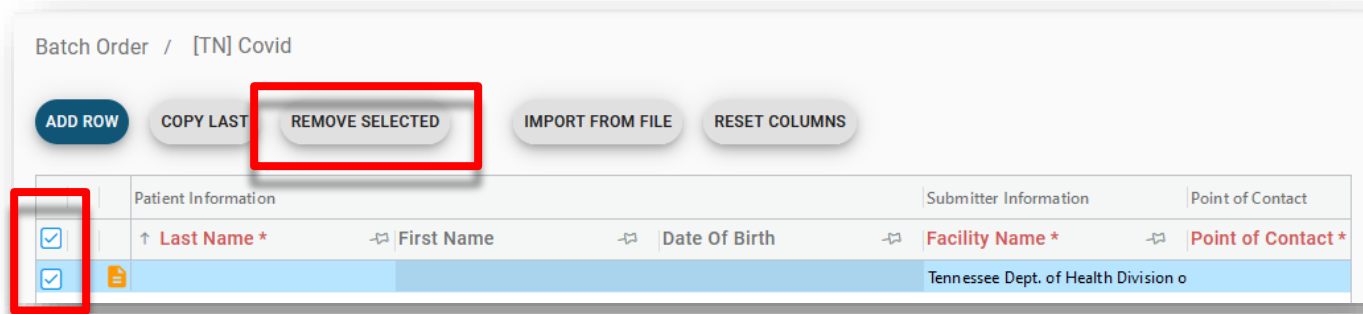 Batch Order / [TN] Covid
ADD ROW COPY LAST REMOVE SELECTED IMPORT FROM FILE RESET COLUMNS
Patient Information Submitter Information Point of Contact
↑ Last Name * First Name Date Of Birth Facility Name * Point of Contact *
Tennessee Dept. of Health Division o